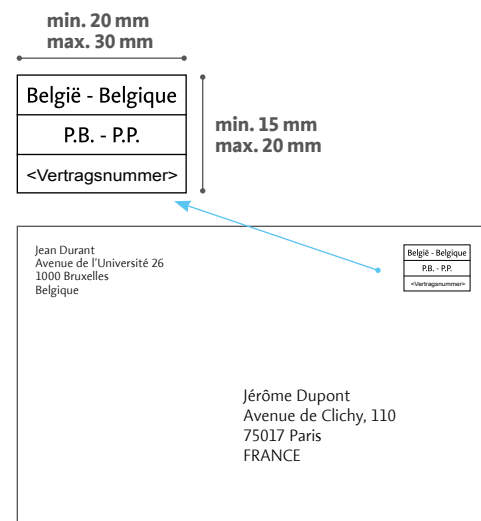 min. 20 mm
max. 30 mm
België - Belgique
P.B. - P.P.
<Vertragsnummer>
min. 15 mm
max. 20 mm
Jean Durant
Avenue de l'Université 26
1000 Bruxelles
Belgique
België - Belgique
P.B. - P.P.
<Vertragsnummer>
Jérôme Dupont
Avenue de Clichy, 110
75017 Paris
FRANCE